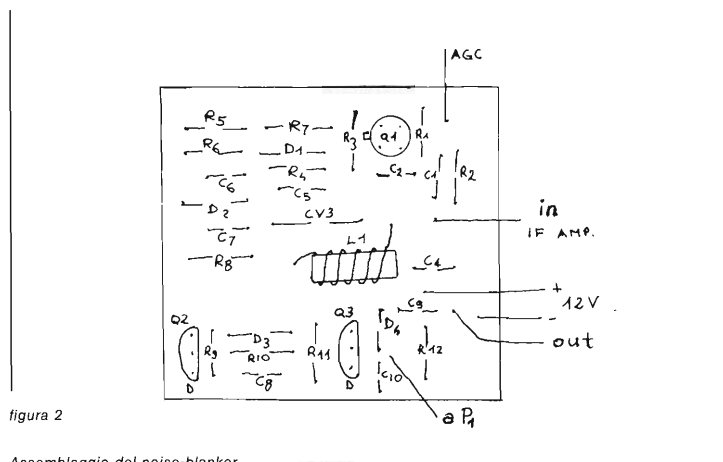 AGC
R5 R7 R3 Q1 R1
R6 D1
C6 R4 C2 C1 R2
C5
D2 CV3
in
IF AMP.
C7 L1
R8 C4
+
12V
-
C9
out
Q2 Q3 D4
R9 D3 R11 R12
R10
C8 C10
D D
a P1
figura 2
Assemblaggio del noise-blanker